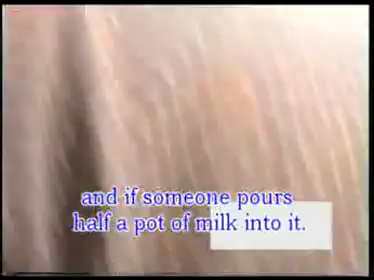 and if someone pours
half a pot of milk into it.